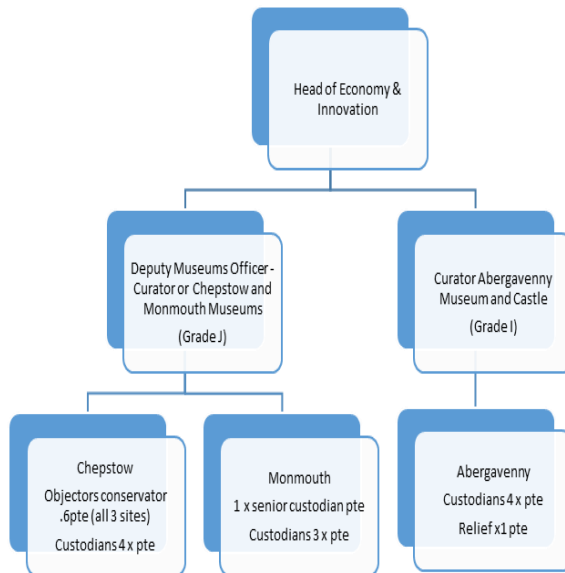 Head of Economy &
Innovation
Deputy Museums Officer-
Curator or Chepstow and
Monmouth Museums
(Grade J)
Curator Abergavenny
Museum and Castle
(Grade I)
Chepstow
Objectors conservator
.6pte (all 3 sites)
Custodians 4 x pte
Monmouth
1 x senior custodian pte
Custodians 3 x pte
Abergavenny
Custodians 4 x pte
Relief x1 pte